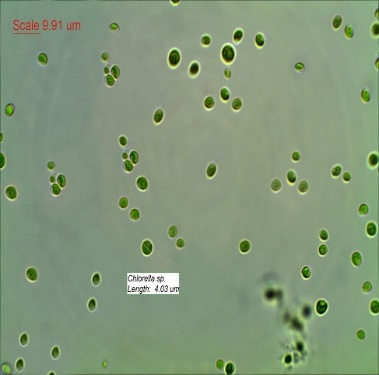 Scale 9.91 um
Chlorella sp.
Length: 4.03 um